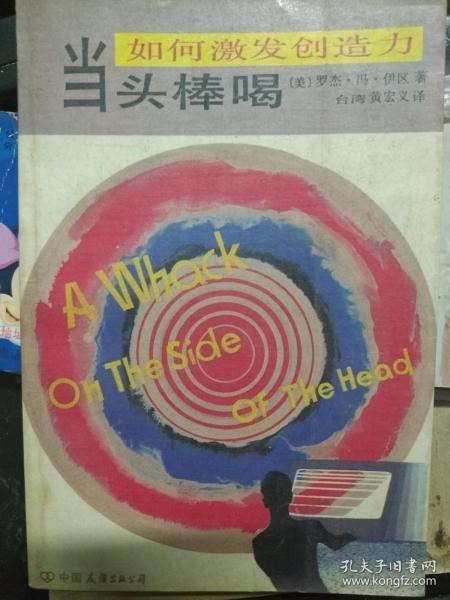 如何激发创造力
当头棒喝
〔美〕罗杰·冯·伊区 著
台湾 黄宏义 译
A Whack
On The Side
Of The Head
中国友谊出版公司
孔夫子旧书网
www.kongfz.com